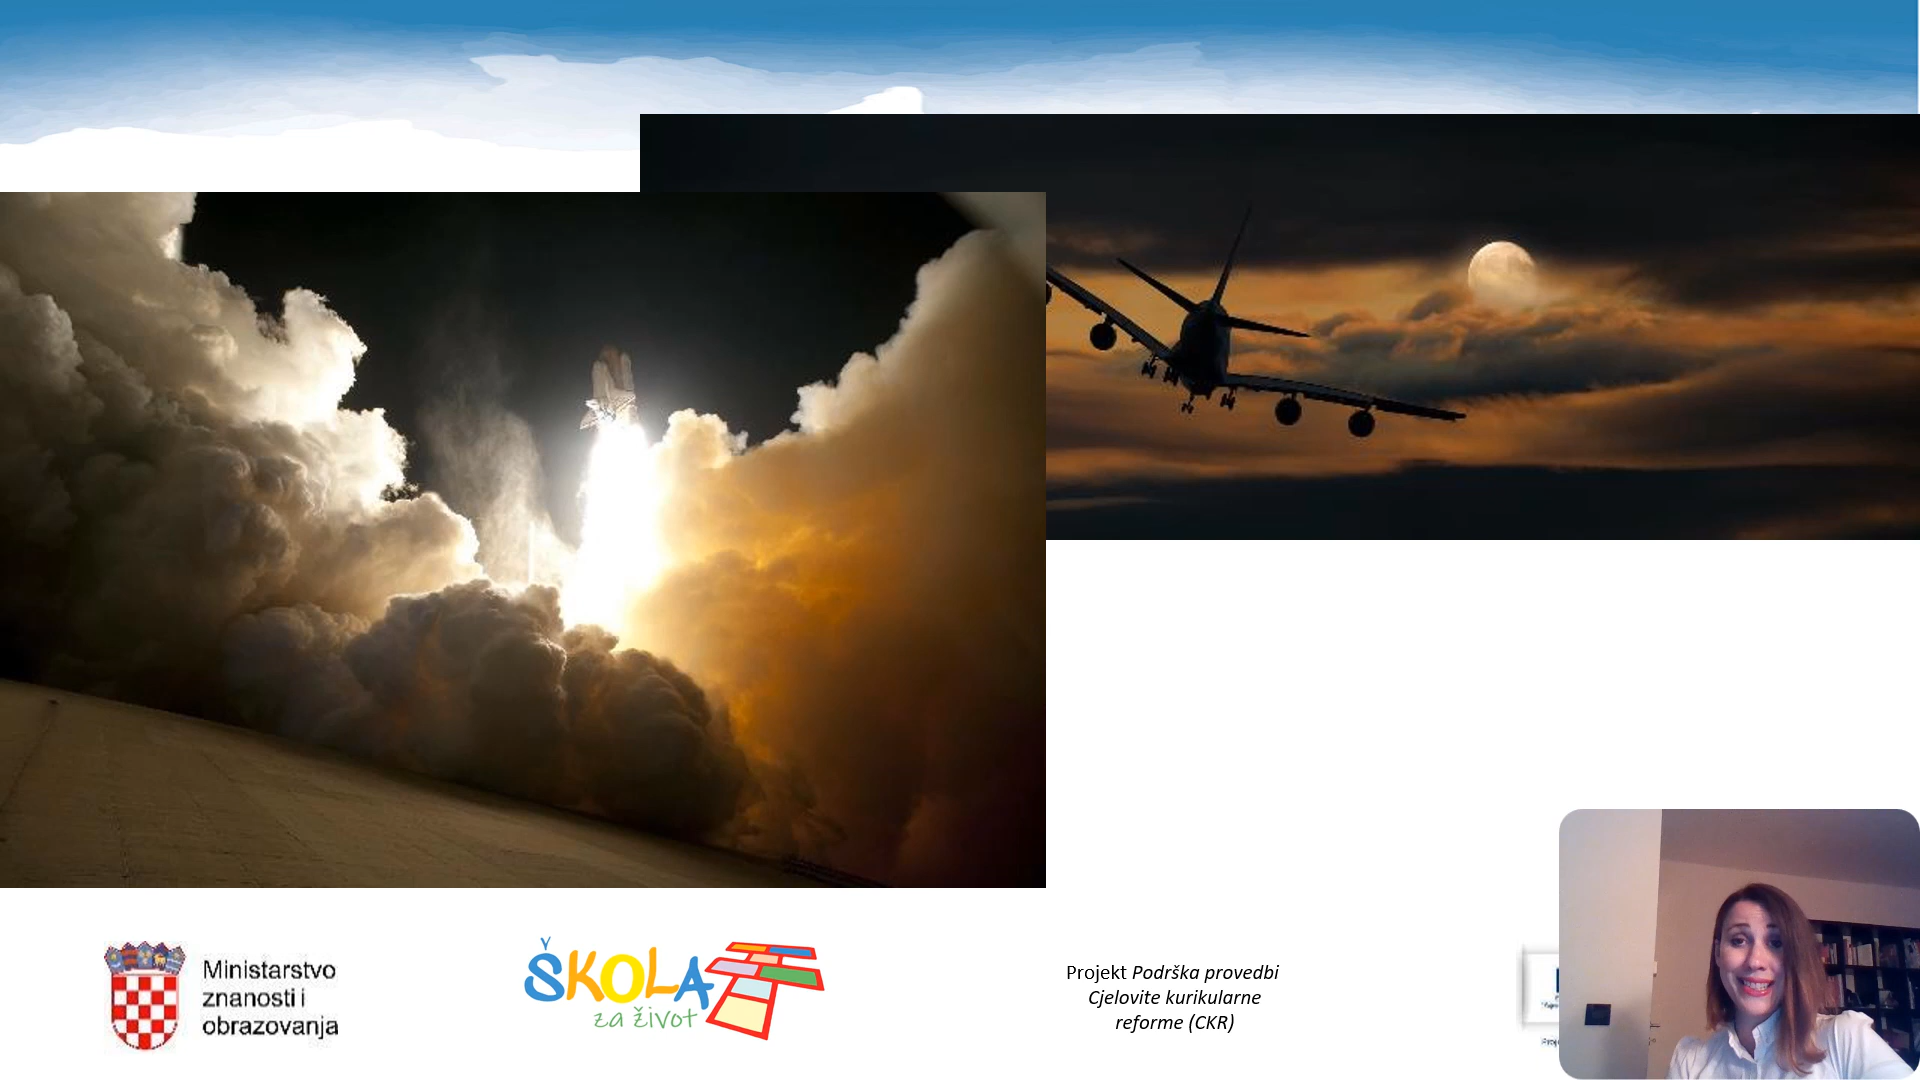 Ministarstvo
znanosti i
obrazovanja
ŠKOLA
za život
Projekt Podrška provedbi
Cjelovite kurikularne
reforme (CKR)